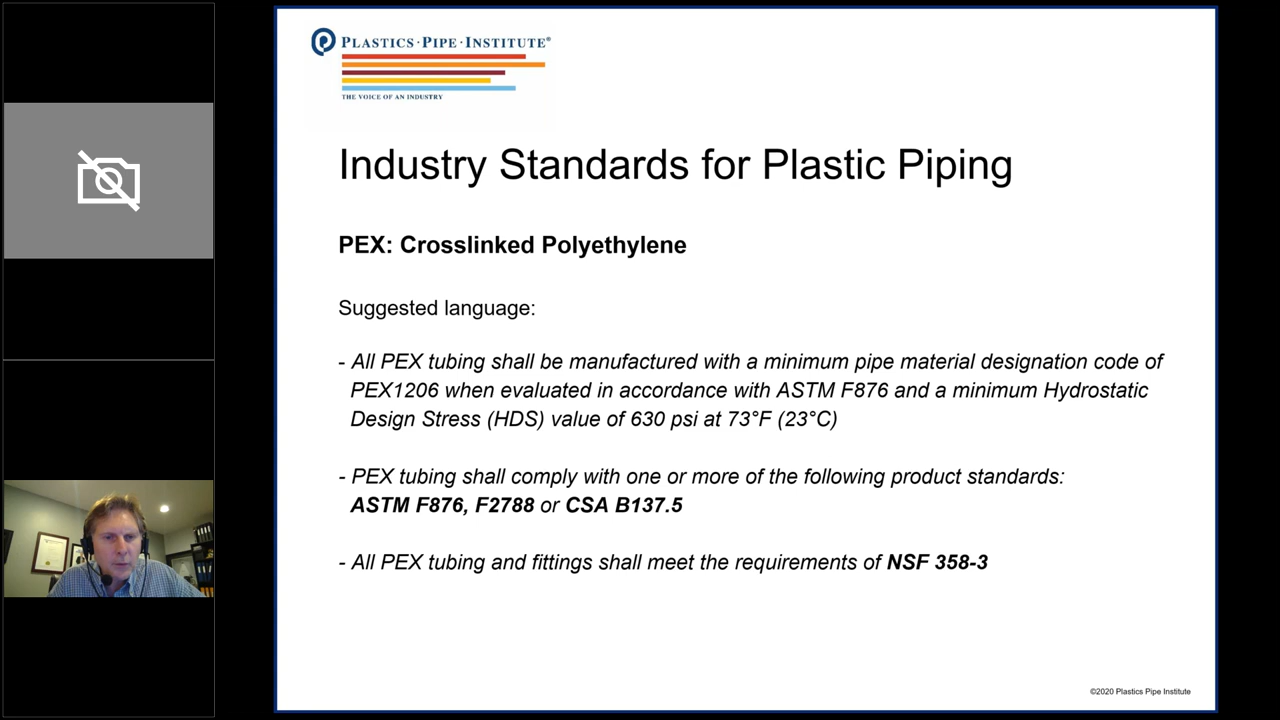 PLASTICS·PIPE·INSTITUTE®
THE VOICE OF AN INDUSTRY
Industry Standards for Plastic Piping
PEX: Crosslinked Polyethylene
Suggested language:
- All PEX tubing shall be manufactured with a minimum pipe material designation code of
PEX1206 when evaluated in accordance with ASTM F876 and a minimum Hydrostatic
Design Stress (HDS) value of 630 psi at 73°F (23°C)
- PEX tubing shall comply with one or more of the following product standards:
ASTM F876, F2788 or CSA B137.5
- All PEX tubing and fittings shall meet the requirements of NSF 358-3
©2020 Plastics Pipe Institute